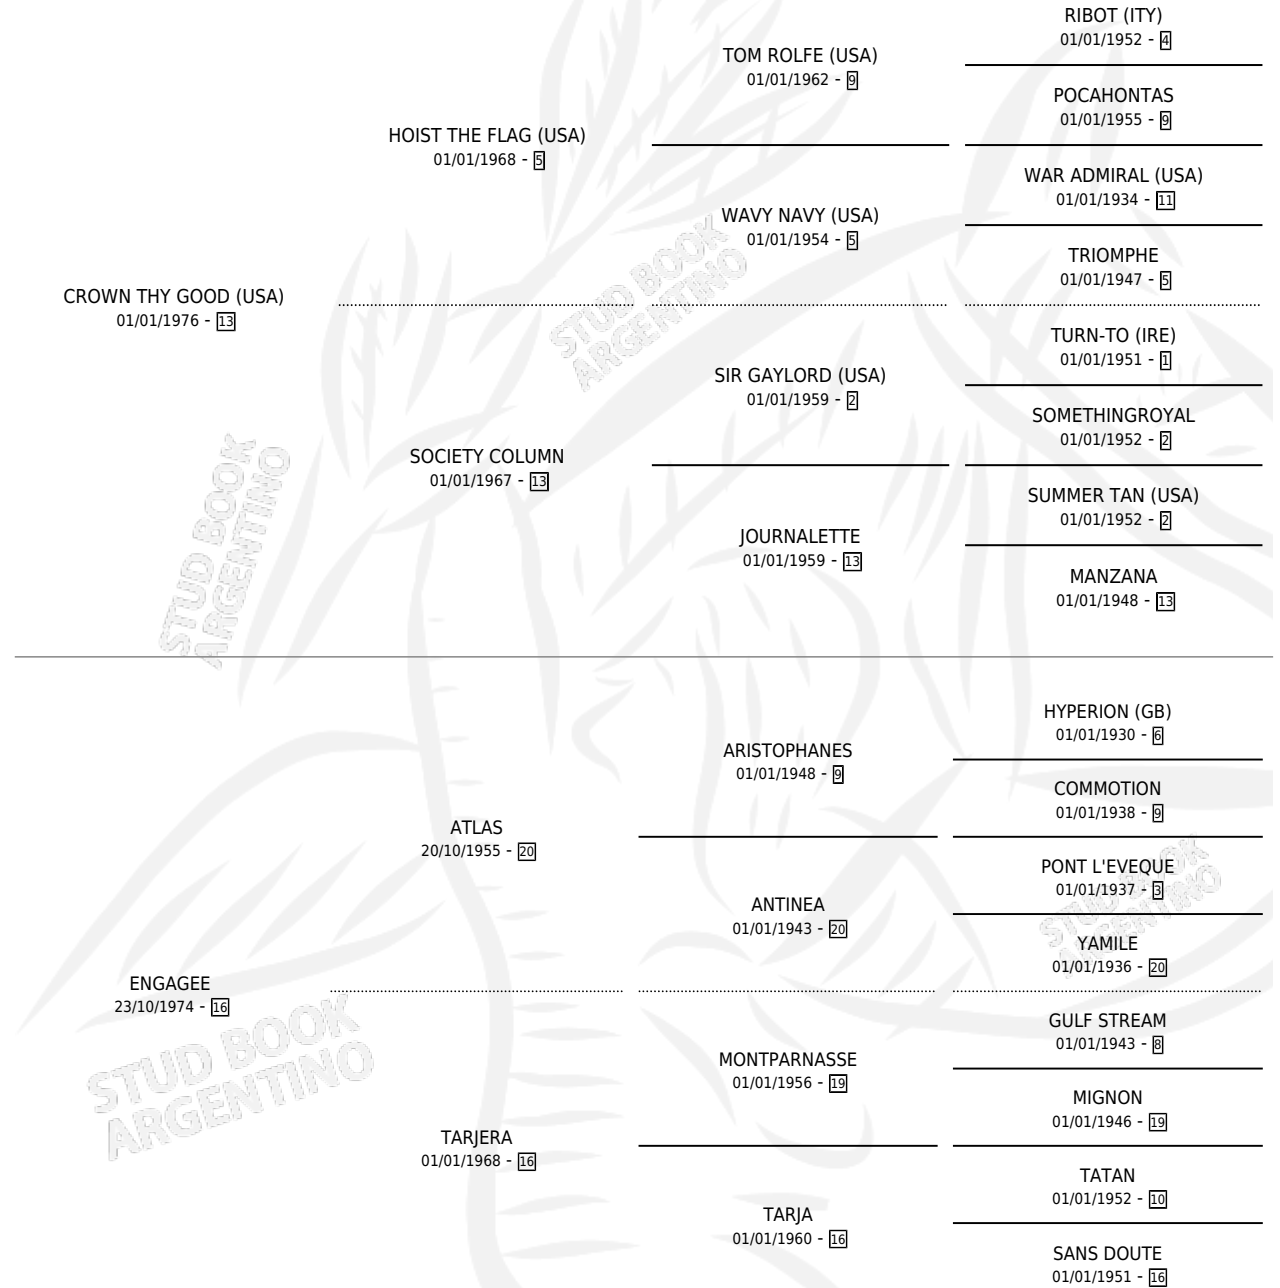 RIBOT (ITY)
01/01/1952 - 4
TOM ROLFE (USA)
01/01/1962 - 9
POCAHONTAS
01/01/1955 - 9
HOIST THE FLAG (USA)
01/01/1968 - 5
WAR ADMIRAL (USA)
01/01/1934 - 11
WAVY NAVY (USA)
01/01/1954 - 5
TRIOMPHE
01/01/1947 - 5
CROWN THY GOOD (USA)
01/01/1976 - 13
TURN-TO (IRE)
01/01/1951 - 1
SIR GAYLORD (USA)
01/01/1959 - 2
SOMETHINGROYAL
01/01/1952 - 2
SOCIETY COLUMN
01/01/1967 - 13
SUMMER TAN (USA)
01/01/1952 - 2
JOURNALETTE
01/01/1959 - 13
MANZANA
01/01/1948 - 13
HYPERION (GB)
01/01/1930 - 6
ARISTOPHANES
01/01/1948 - 9
COMMOTION
01/01/1938 - 9
ATLAS
20/10/1955 - 20
PONT L'EVEQUE
01/01/1937 - 3
ANTINEA
01/01/1943 - 20
YAMILE
01/01/1936 - 20
ENGAGEE
23/10/1974 - 16
GULF STREAM
01/01/1943 - 8
MONTPARNASSE
01/01/1956 - 19
MIGNON
01/01/1946 - 19
TARJERA
01/01/1968 - 16
TATAN
01/01/1952 - 10
TARJA
01/01/1960 - 16
SANS DOUTE
01/01/1951 - 16
STUD BOOK
ARGENTINO
STUD BOOK
ARGENTINO
STUD BOOK
ARGENTINO
STUD BOOK
ARGENTINO